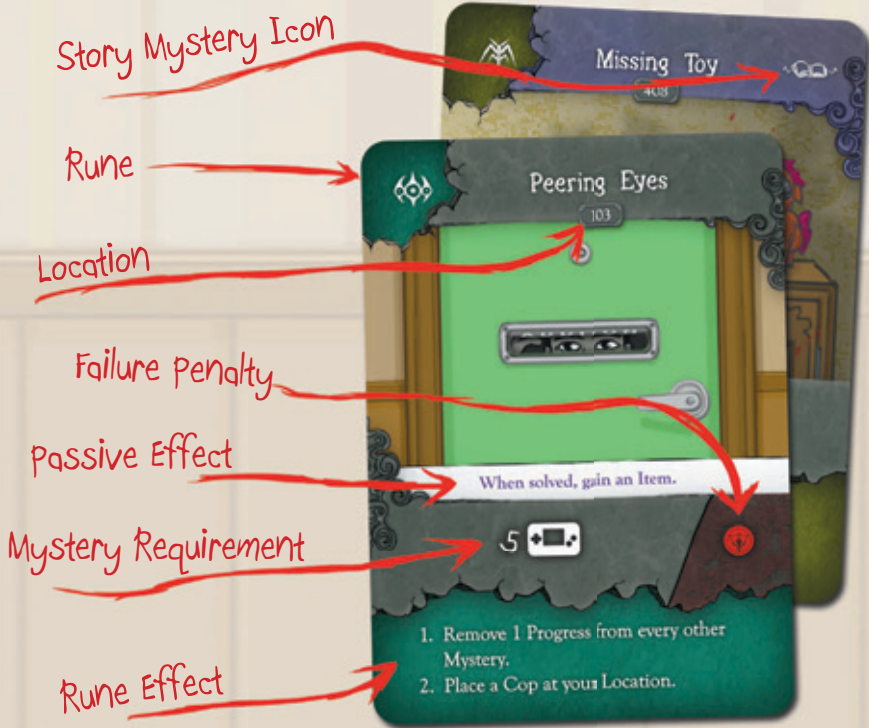 Story Mystery Icon
Missing Toy
408
Rune
Peering Eyes
103
Location
Failure Penalty
Passive Effect
When solved, gain an Item.
Mystery Requirement
5
1. Remove 1 Progress from every other
Mystery.
2. Place a Cop at your Location.
Rune Effect